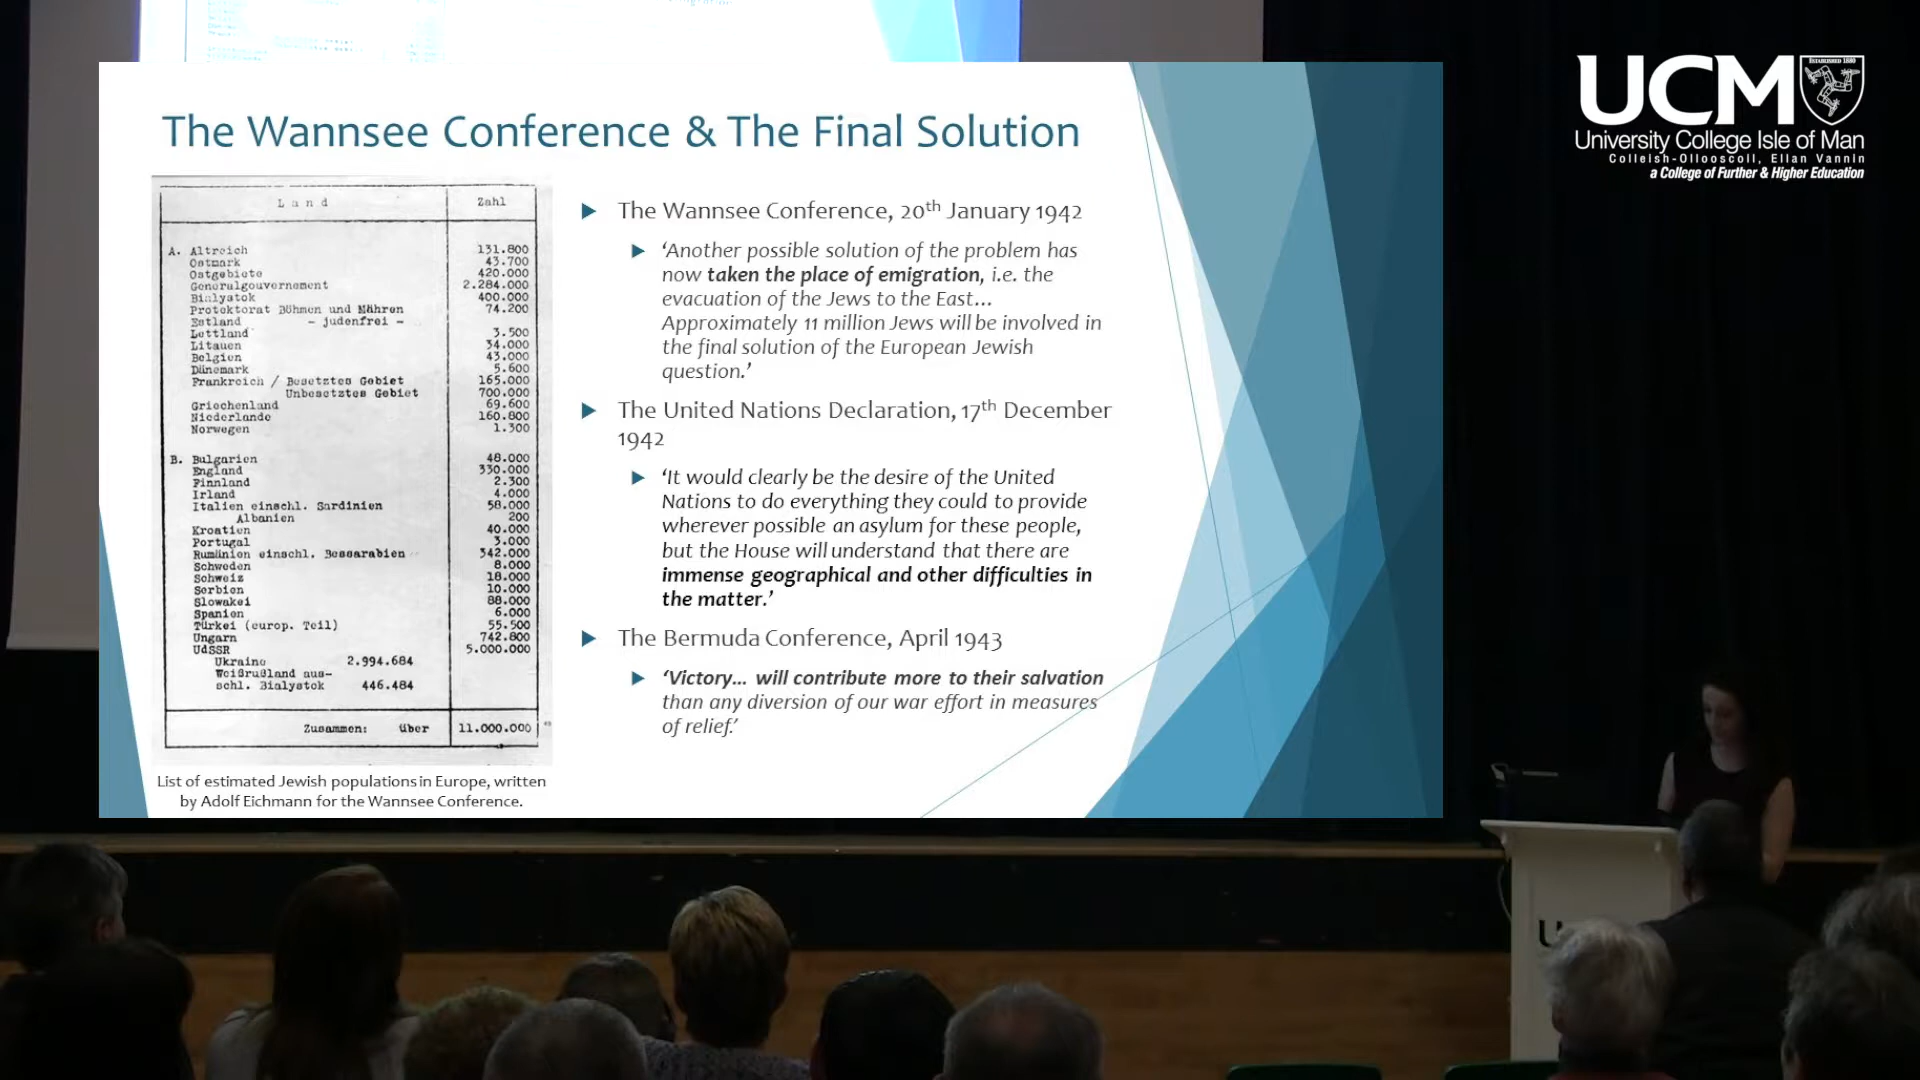 The Wannsee Conference & The Final Solution
Land Zahl
A. Altreich 131.800
Ostmark 43.700
Ostgebiete 420.000
Generalgouvernement 2.284.000
Bialystok 400.000
Protektorat Böhmen und Mähren 74.200
Estland - judenfrei -
Lettland 3.500
Litauen 34.000
Belgien 43.000
Dänemark 5.600
Frankreich / Besetztes Gebiet 165.000
Unbesetztes Gebiet 700.000
Griechenland 69.600
Niederlande 160.800
Norwegen 1.300
B. Bulgarien 48.000
England 330.000
Finnland 2.300
Irland 4.000
Italien einschl. Sardinien 58.000
Albanien 200
Kroatien 40.000
Portugal 3.000
Rumänien einschl. Bessarabien 342.000
Schweden 8.000
Schweiz 18.000
Serbien 10.000
Slowakei 88.000
Spanien 6.000
Türkei (europ. Teil) 55.500
Ungarn 742.800
UdSSR 5.000.000
Ukraine 2.994.684
Weißrußland aus-
schl. Bialystok 446.484
Zusammen: über 11.000.000
List of estimated Jewish populations in Europe, written
by Adolf Eichmann for the Wannsee Conference.
The Wannsee Conference, 20th January 1942
‘Another possible solution of the problem has
now taken the place of emigration, i.e. the
evacuation of the Jews to the East...
Approximately 11 million Jews will be involved in
the final solution of the European Jewish
question.’
The United Nations Declaration, 17th December
1942
‘It would clearly be the desire of the United
Nations to do everything they could to provide
wherever possible an asylum for these people,
but the House will understand that there are
immense geographical and other difficulties in
the matter.’
The Bermuda Conference, April 1943
‘Victory... will contribute more to their salvation
than any diversion of our war effort in measures
of relief.’
UCM
ESTABLISHED 1880
University College Isle of Man
Colleish-Ollooscoil, Ellan Vannin
a College of Further & Higher Education